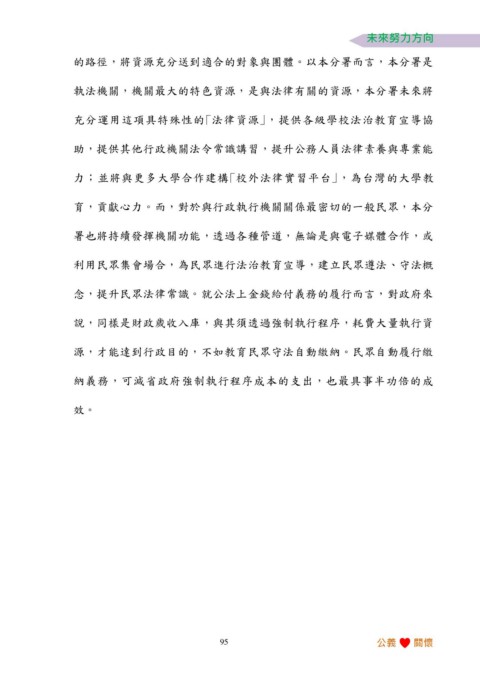 未來努力方向
的路徑，將資源充分送到適合的對象與團體。以本分署而言，本分署是
執法機關，機關最大的特色資源，是與法律有關的資源，本分署未來將
充分運用這項具特殊性的「法律資源」，提供各級學校法治教育宣導協
助，提供其他行政機關法令常識講習，提升公務人員法律素養與專業能
力；並將與更多大學合作建構「校外法律實習平台」，為台灣的大學教
育，貢獻心力。而，對於與行政執行機關關係最密切的一般民眾，本分
署也將持續發揮機關功能，透過各種管道，無論是與電子媒體合作，或
利用民眾集會場合，為民眾進行法治教育宣導，建立民眾遵法、守法概
念，提升民眾法律常識。就公法上金錢給付義務的履行而言，對政府來
說，同樣是財政歲收入庫，與其須透過強制執行程序，耗費大量執行資
源，才能達到行政目的，不如教育民眾守法自動繳納。民眾自動履行繳
納義務，可減省政府強制執行程序成本的支出，也最具事半功倍的成
效。
95
公義 關懷